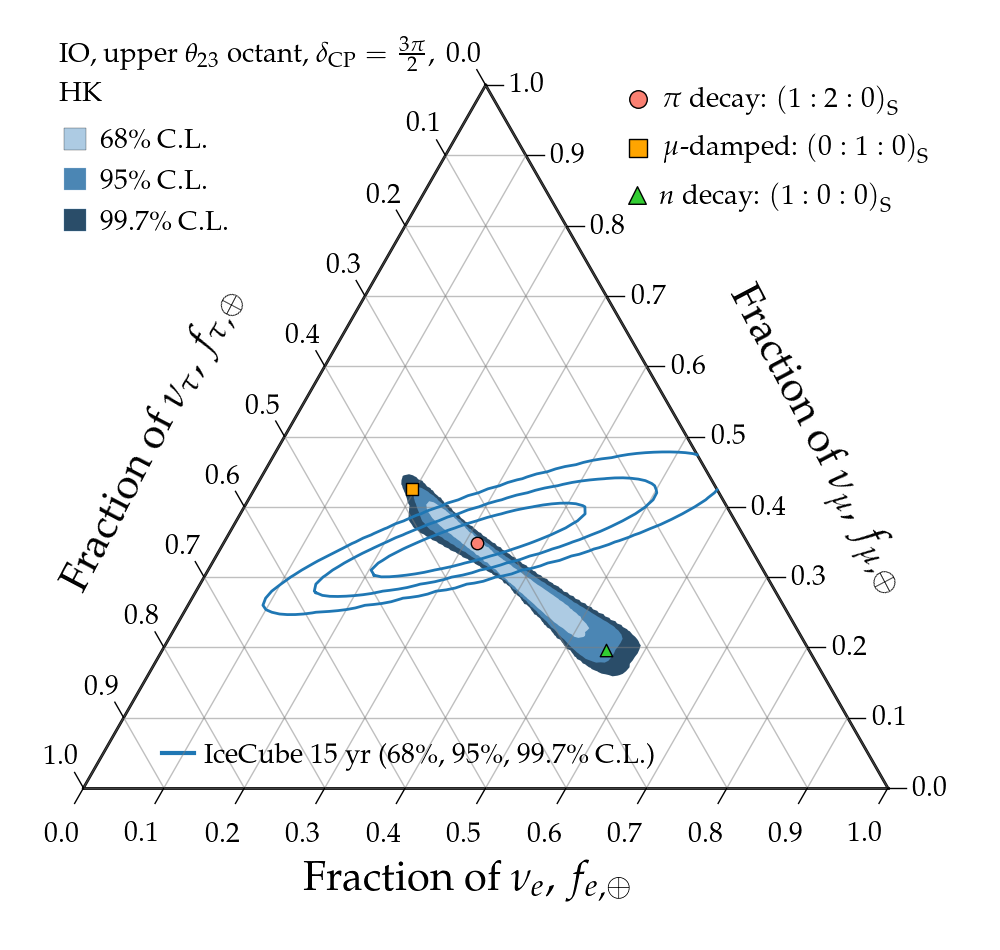 IO, upper θ₂₃ octant, δ_CP = 3π/2,
HK
68% C.L.
95% C.L.
99.7% C.L.
π decay: (1 : 2 : 0)_S
μ-damped: (0 : 1 : 0)_S
n decay: (1 : 0 : 0)_S
0.0
0.1
0.2
0.3
0.4
0.5
0.6
0.7
0.8
0.9
1.0
Fraction of ν_τ, f_τ,⊕
1.0
0.9
0.8
0.7
0.6
0.5
0.4
0.3
0.2
0.1
0.0
Fraction of ν_μ, f_μ,⊕
IceCube 15 yr (68%, 95%, 99.7% C.L.)
0.0 0.1 0.2 0.3 0.4 0.5 0.6 0.7 0.8 0.9 1.0
Fraction of ν_e, f_e,⊕